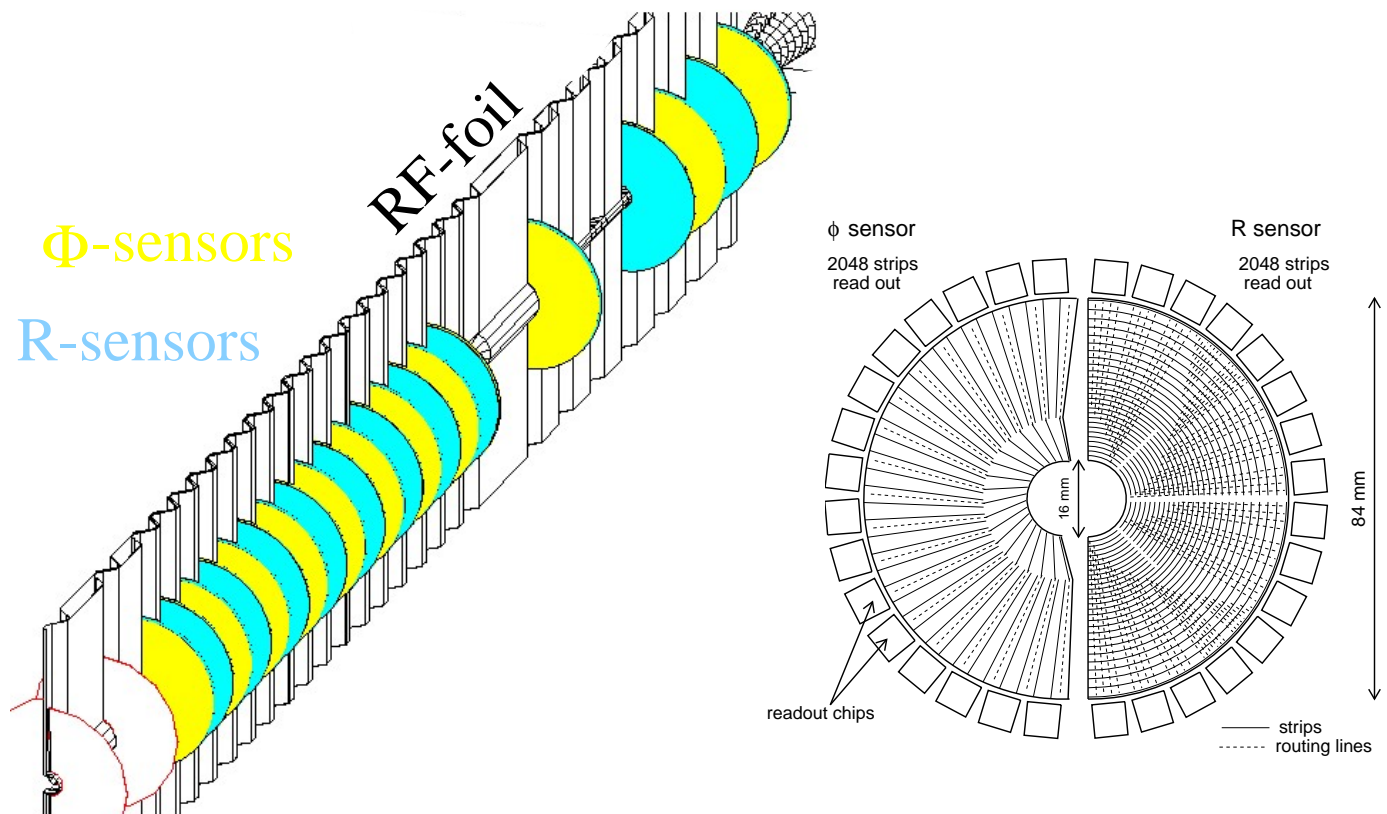 RF-foil
Φ-sensors
R-sensors
ϕ sensor
2048 strips
read out
R sensor
2048 strips
read out
16 mm
84 mm
readout chips
strips
routing lines